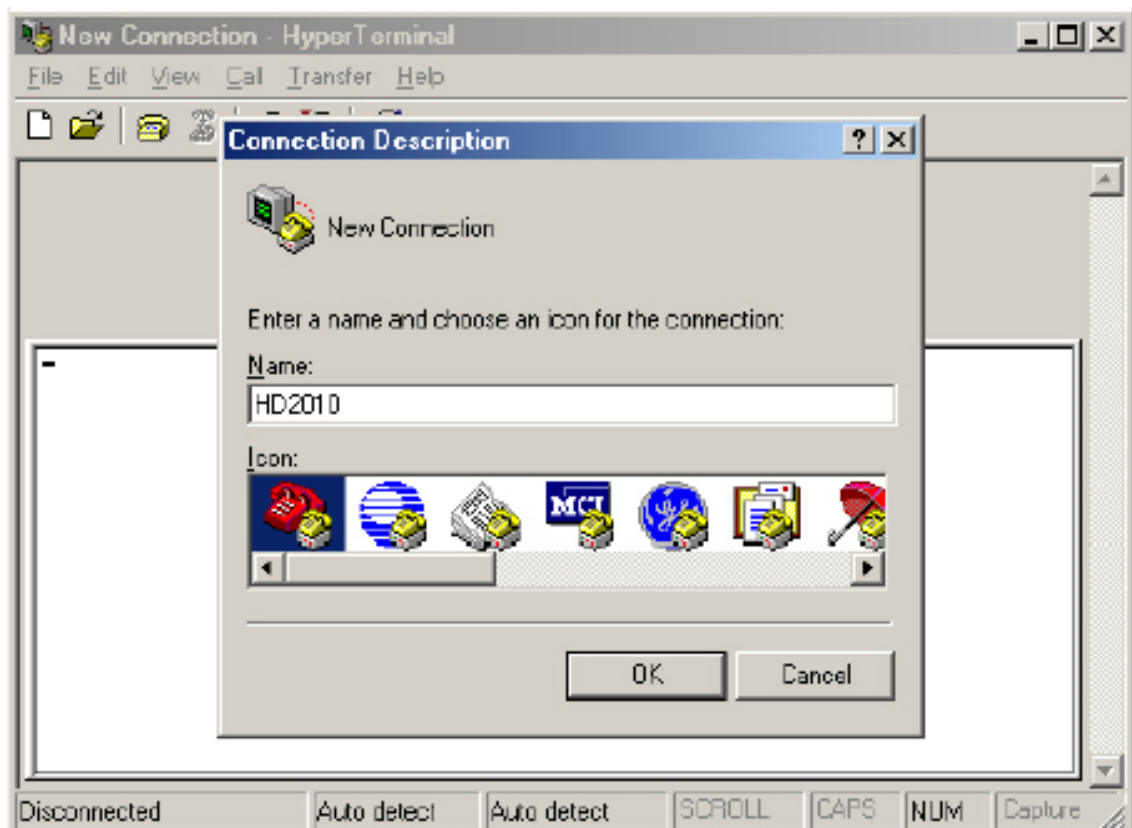 New Connection - HyperTerminal
File Edit View Call Transfer Help
Connection Description
New Connection
Enter a name and choose an icon for the connection:
Name:
HD2010
Icon:
MCI
OK Cancel
Disconnected Auto detect Auto detect SCROLL CAPS NUM Capture